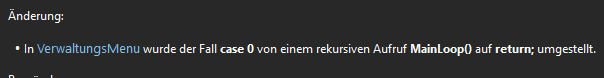 Änderung:
• In VerwaltungsMenu wurde der Fall case 0 von einem rekursiven Aufruf MainLoop() auf return; umgestellt.